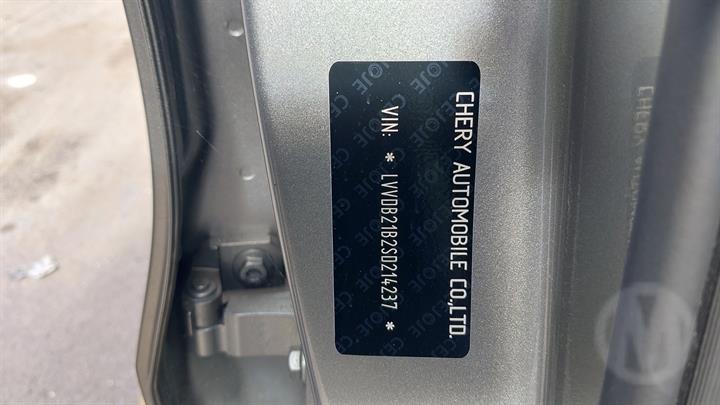 CHERY AUTOMOBILE CO.,LTD.
VIN: * LVVDB21B2SD214237 *